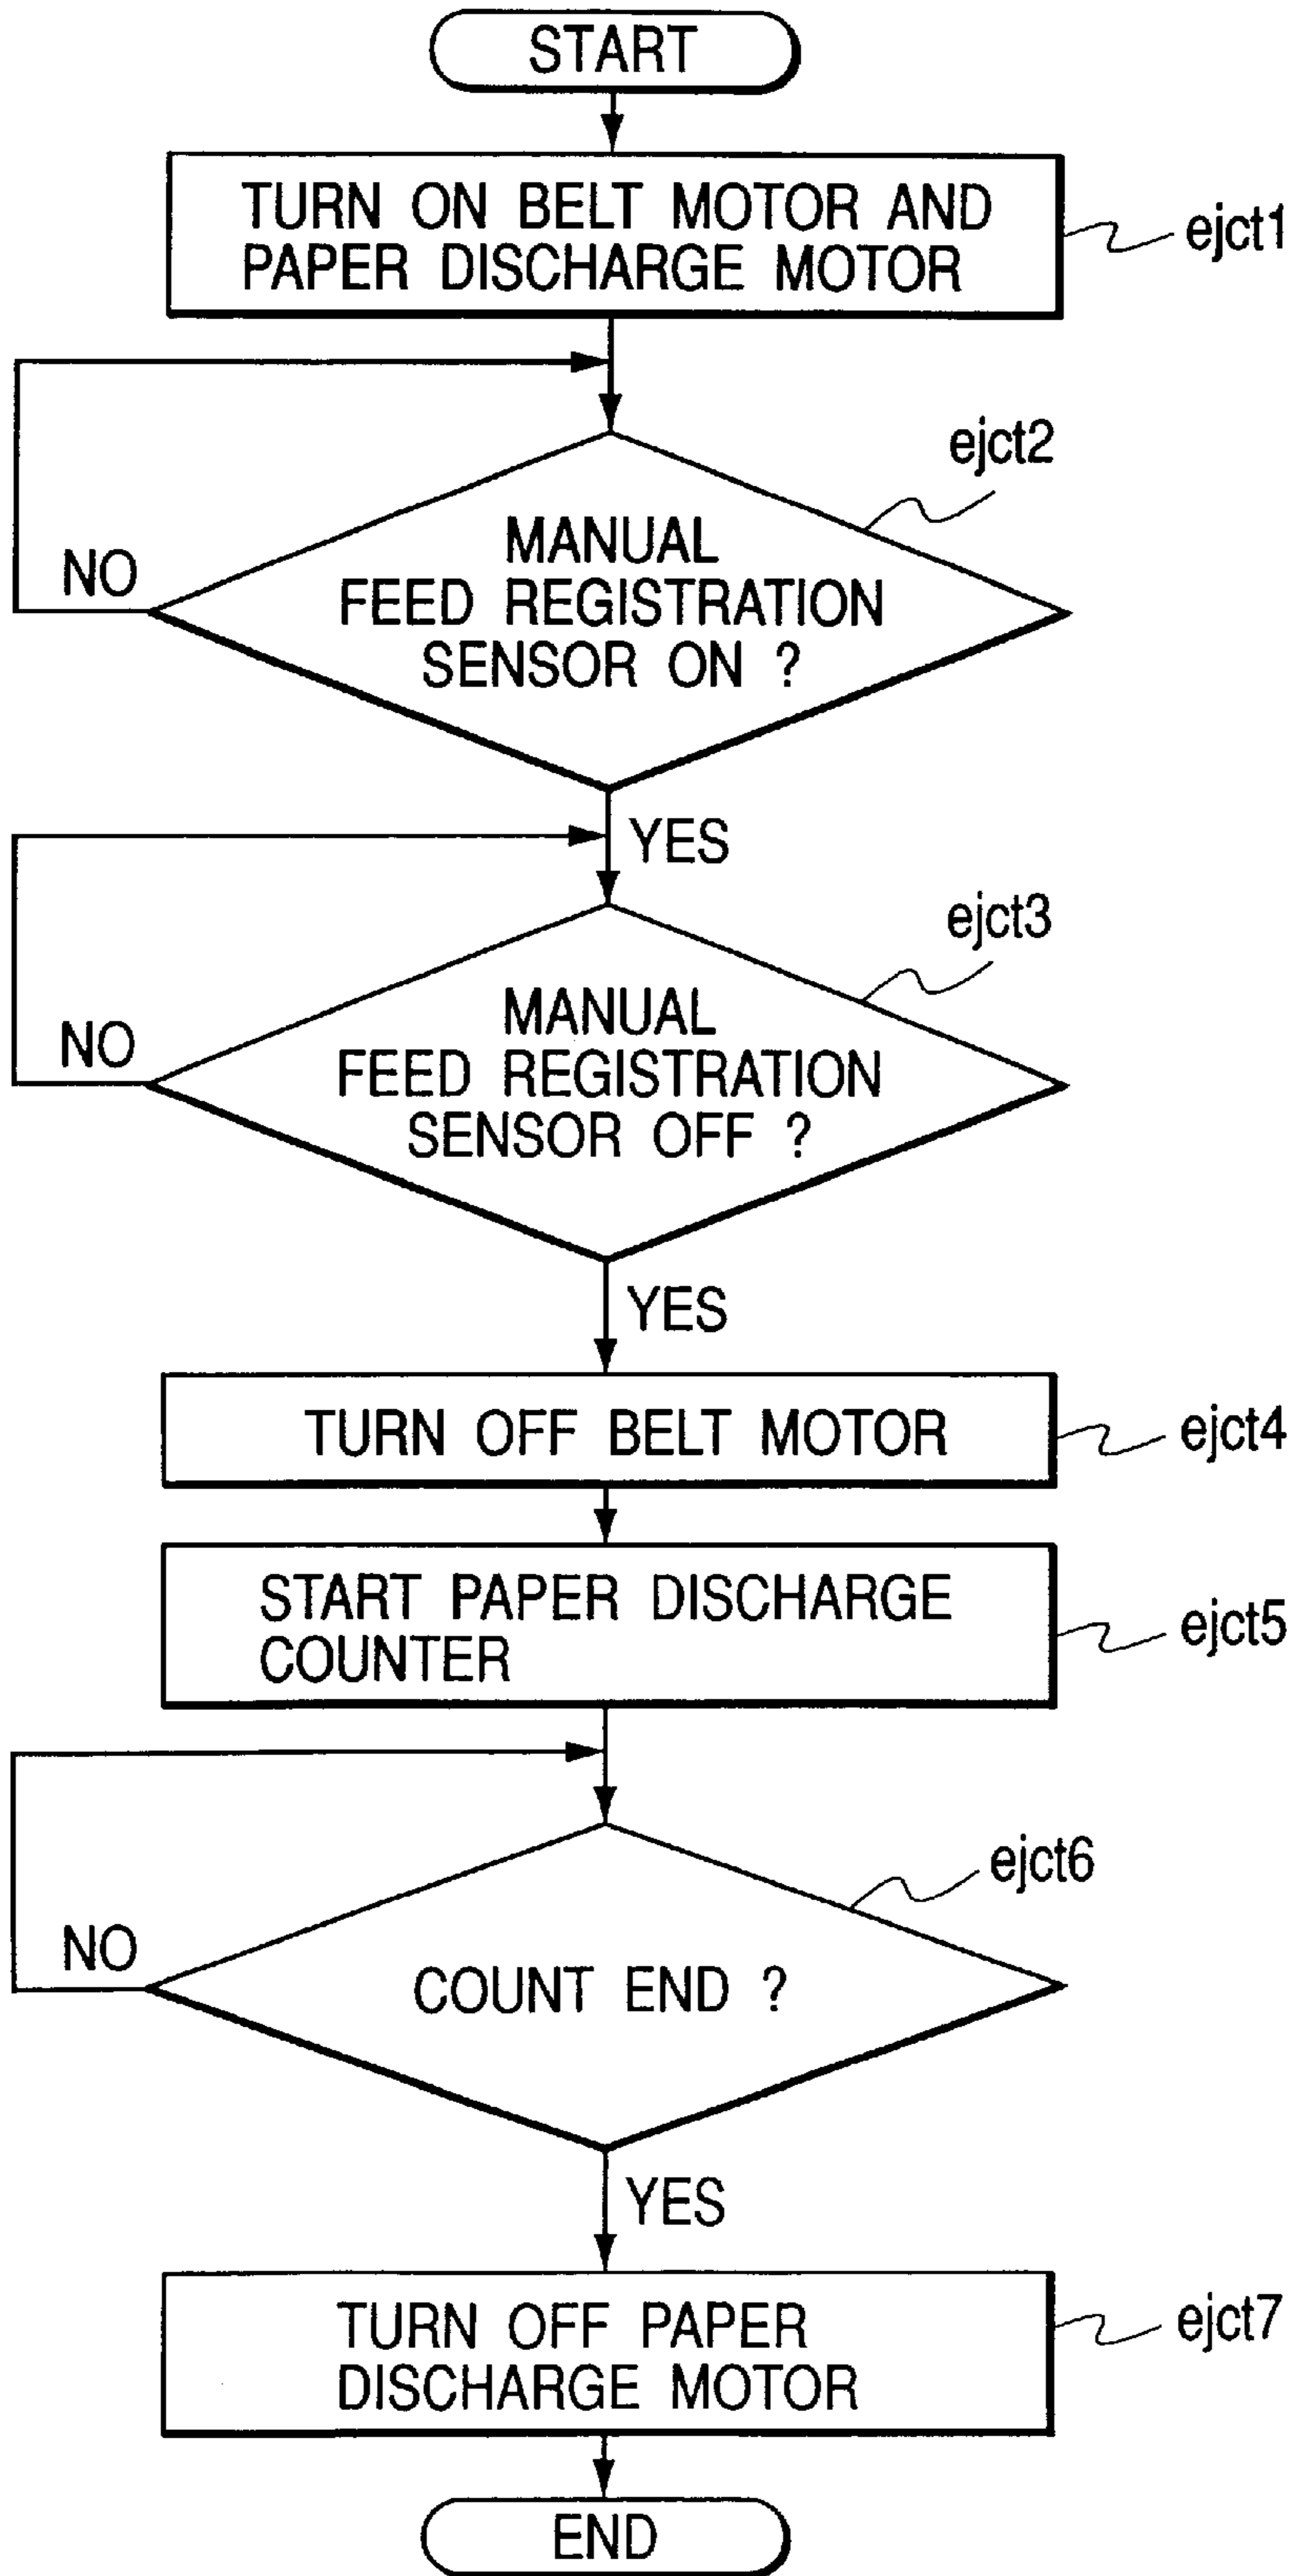 START
TURN ON BELT MOTOR AND
PAPER DISCHARGE MOTOR
ejct1
ejct2
MANUAL
FEED REGISTRATION
SENSOR ON ?
NO
YES
ejct3
MANUAL
FEED REGISTRATION
SENSOR OFF ?
NO
YES
TURN OFF BELT MOTOR
ejct4
START PAPER DISCHARGE
COUNTER
ejct5
ejct6
COUNT END ?
NO
YES
TURN OFF PAPER
DISCHARGE MOTOR
ejct7
END